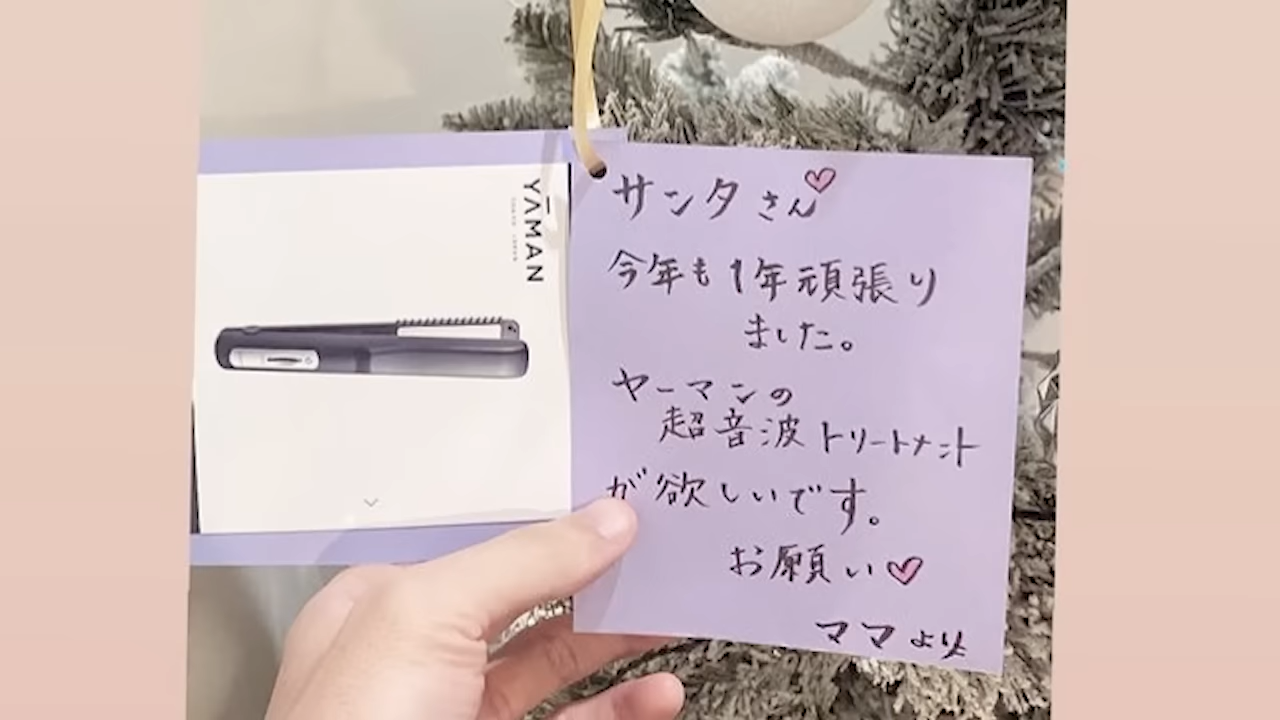 YĀMAN
サンタさん♡
今年も1年頑張り
ました。
ヤーマンの
超音波トリートメント
が欲しいです。
お願い♡
ママより